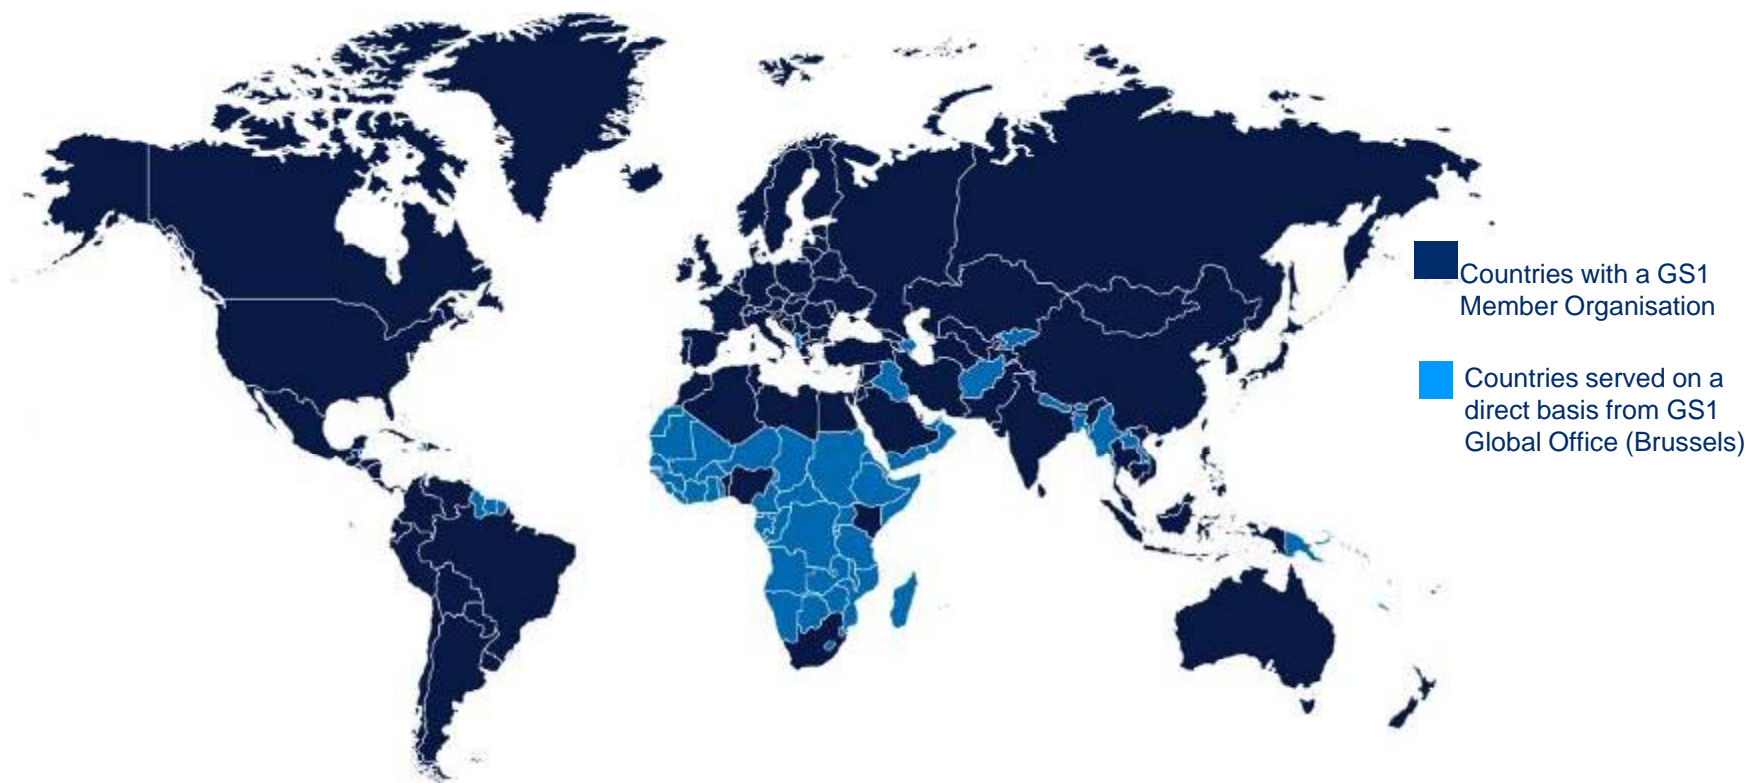 Countries with a GS1
Member Organisation
Countries served on a
direct basis from GS1
Global Office (Brussels)